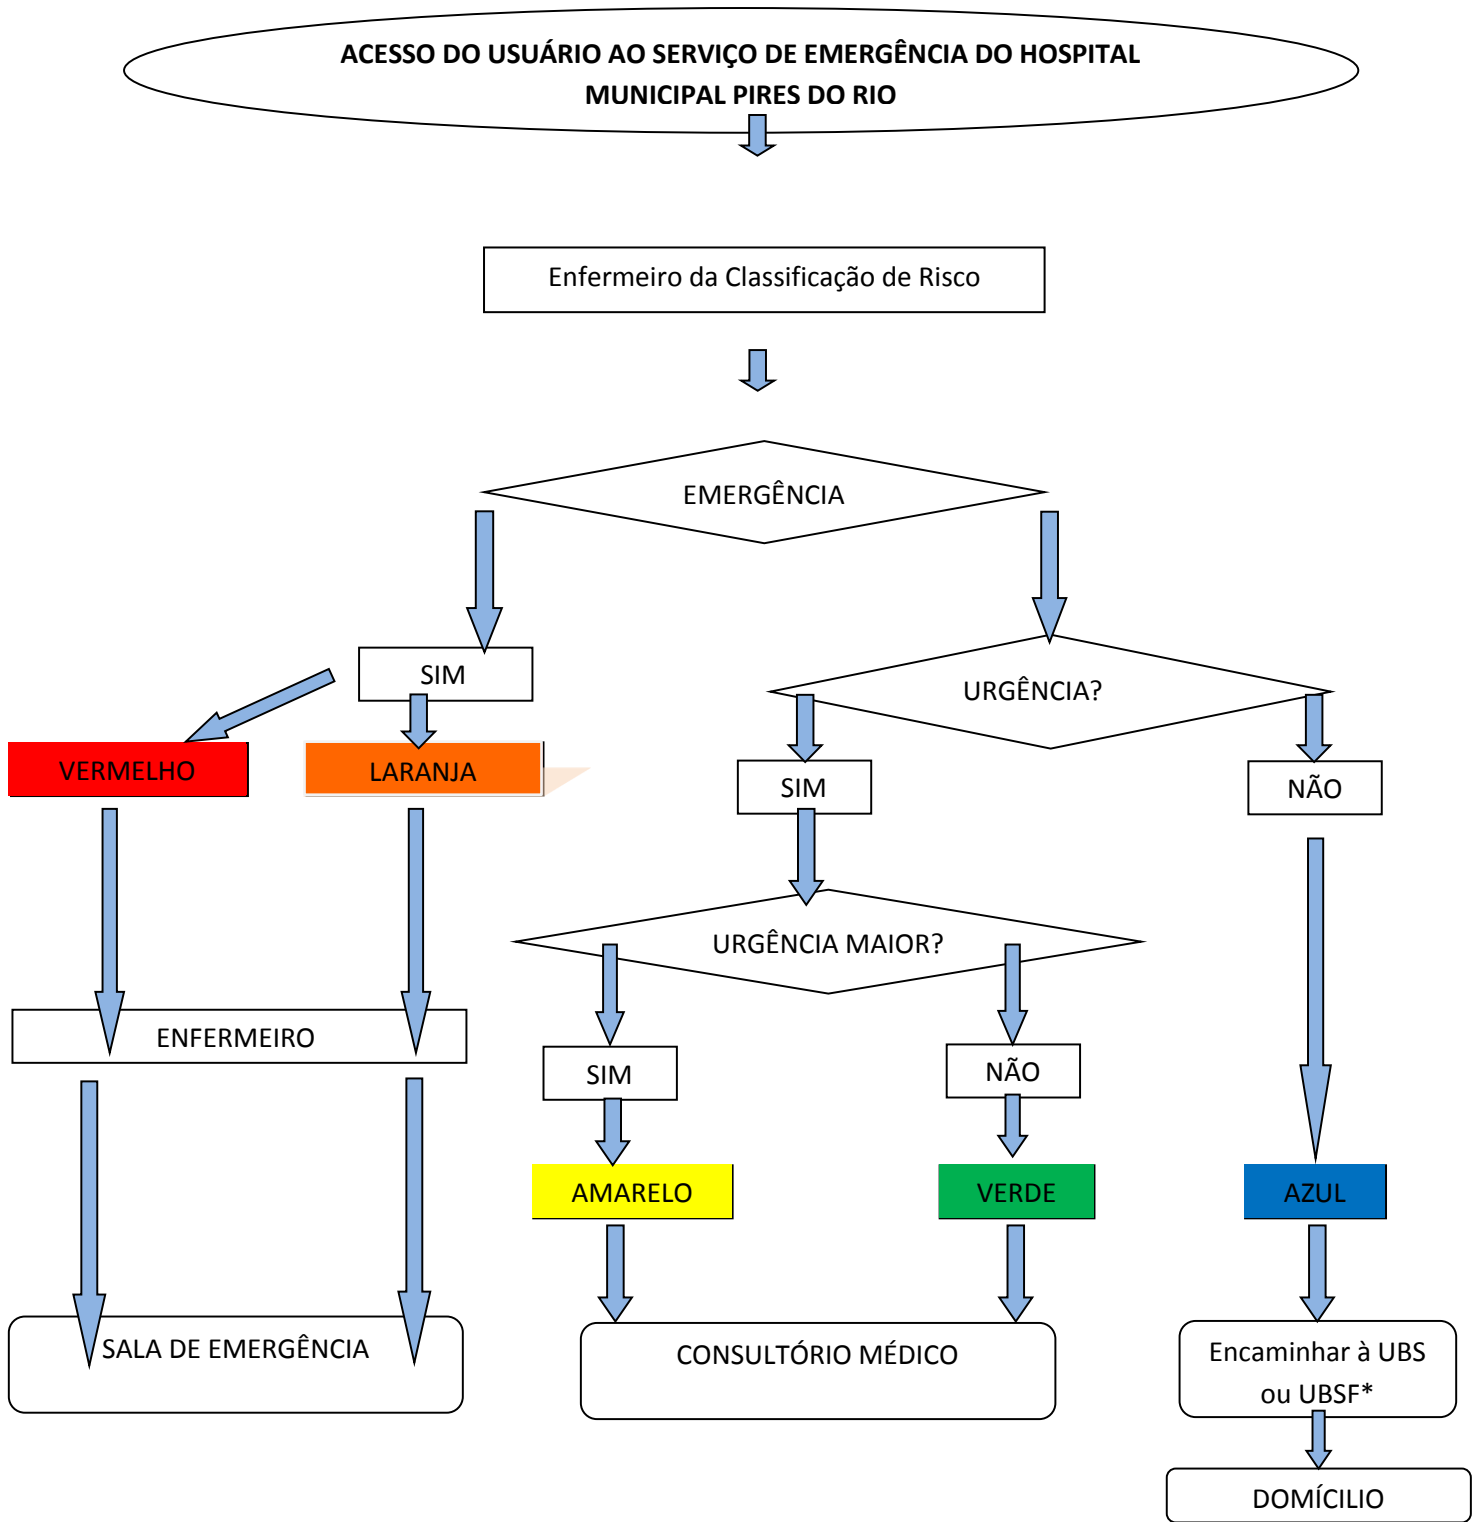 ACESSO DO USUÁRIO AO SERVIÇO DE EMERGÊNCIA DO HOSPITAL
MUNICIPAL PIRES DO RIO
Enfermeiro da Classificação de Risco
EMERGÊNCIA
SIM
URGÊNCIA?
VERMELHO
LARANJA
SIM
NÃO
URGÊNCIA MAIOR?
ENFERMEIRO
SIM
NÃO
AMARELO
VERDE
AZUL
SALA DE EMERGÊNCIA
CONSULTÓRIO MÉDICO
Encaminhar à UBS
ou UBSF*
DOMÍCILIO